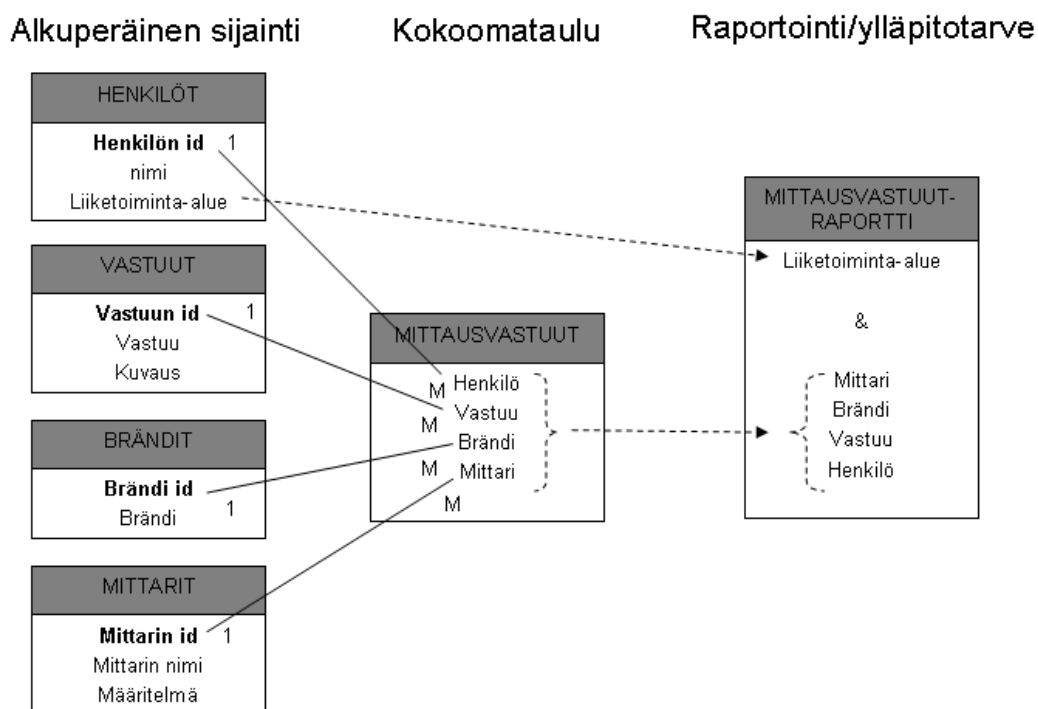 Alkuperäinen sijainti
Kokoomataulu
Raportointi/ylläpitotarve
HENKILÖT
Henkilön id 1
nimi
Liiketoiminta-alue
VASTUUT
Vastuun id 1
Vastuu
Kuvaus
BRÄNDIT
Brändi id
Brändi 1
MITTARIT
Mittarin id 1
Mittarin nimi
Määritelmä
MITTAUSVASTUUT
Henkilö
M
Vastuu
M
Brändi
M
Mittari
M
MITTAUSVASTUUT-
RAPORTTI
Liiketoiminta-alue
&
Mittari
Brändi
Vastuu
Henkilö